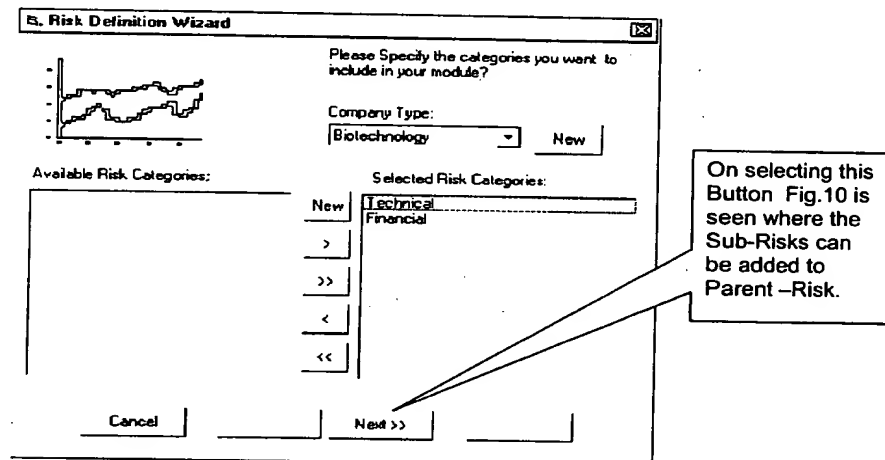 Risk Definition Wizard
Please Specify the categories you want to
include in your module?
Company Type:
Biotechnology
New
Available Risk Categories:
Selected Risk Categories:
New
Technical
Financial
>
>>
<
<<
Cancel
Next >>
On selecting this
Button Fig.10 is
seen where the
Sub-Risks can
be added to
Parent –Risk.